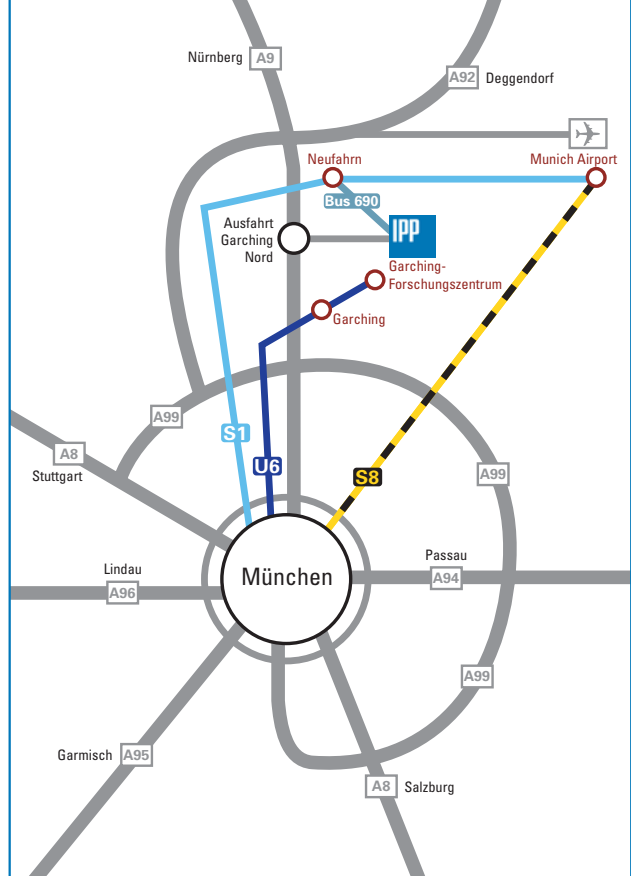 Nürnberg
A9
A92
Deggendorf
Neufahrn
Munich Airport
Bus 690
Ausfahrt
Garching
Nord
IPP
Garching-
Forschungszentrum
Garching
A99
S1
A8
Stuttgart
U6
S8
A99
München
Passau
A94
Lindau
A96
A99
Garmisch
A95
A8
Salzburg